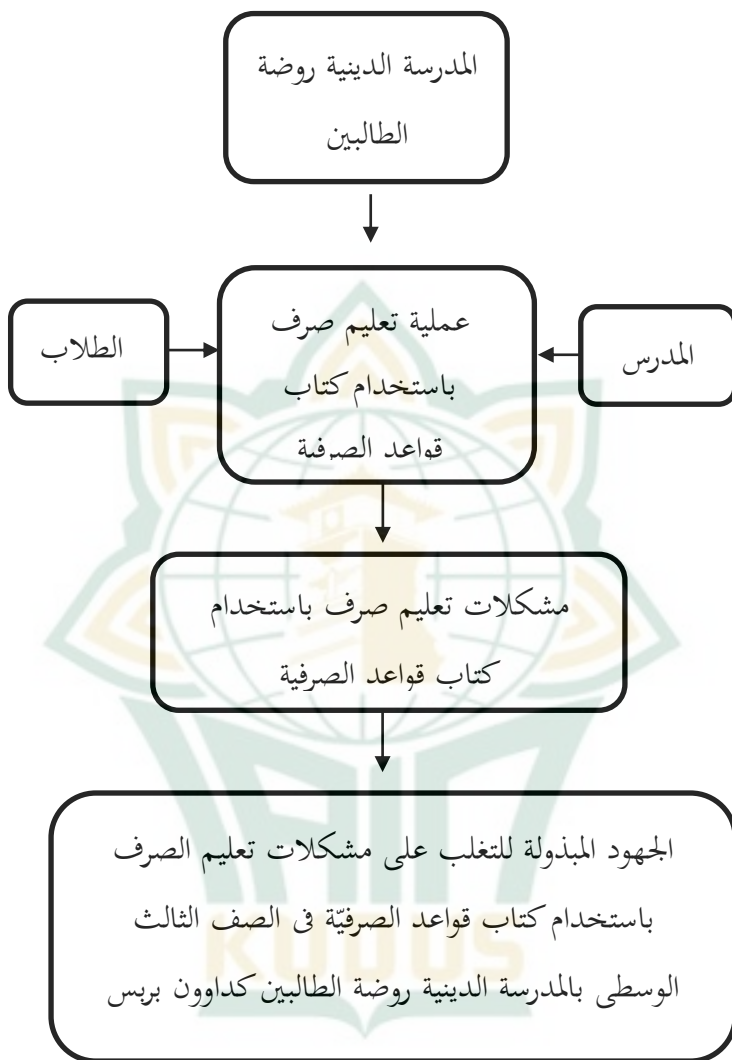 المدرسة الدينية روضة
الطالبين
عملية تعليم صرف
باستخدام كتاب
قواعد الصرفية
المدرس
الطلاب
مشكلات تعليم صرف باستخدام
كتاب قواعد الصرفية
الجهود المبذولة للتغلب على مشكلات تعليم الصرف
باستخدام كتاب قواعد الصرفيّة فى الصف الثالث
الوسطى بالمدرسة الدينية روضة الطالبين كداوون بربس
IAIN
KUDUS